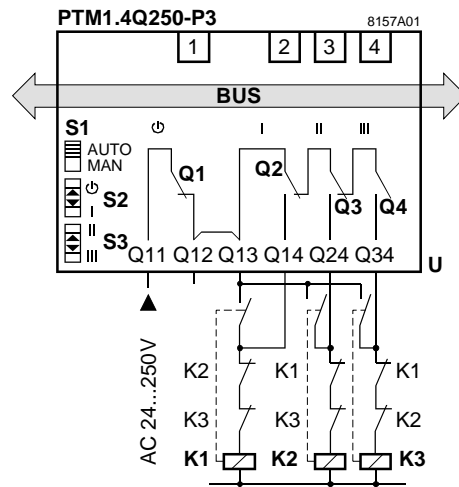 PTM1.4Q250-P3 8157A01
1 2 3 4
BUS
S1 I II III
AUTO
MAN
Q1 Q2
S2 Q3 Q4
I
II
S3
III
Q11 Q12 Q13 Q14 Q24 Q34
U
AC 24...250V
K2 K1 K1
K3 K3 K2
K1 K2 K3